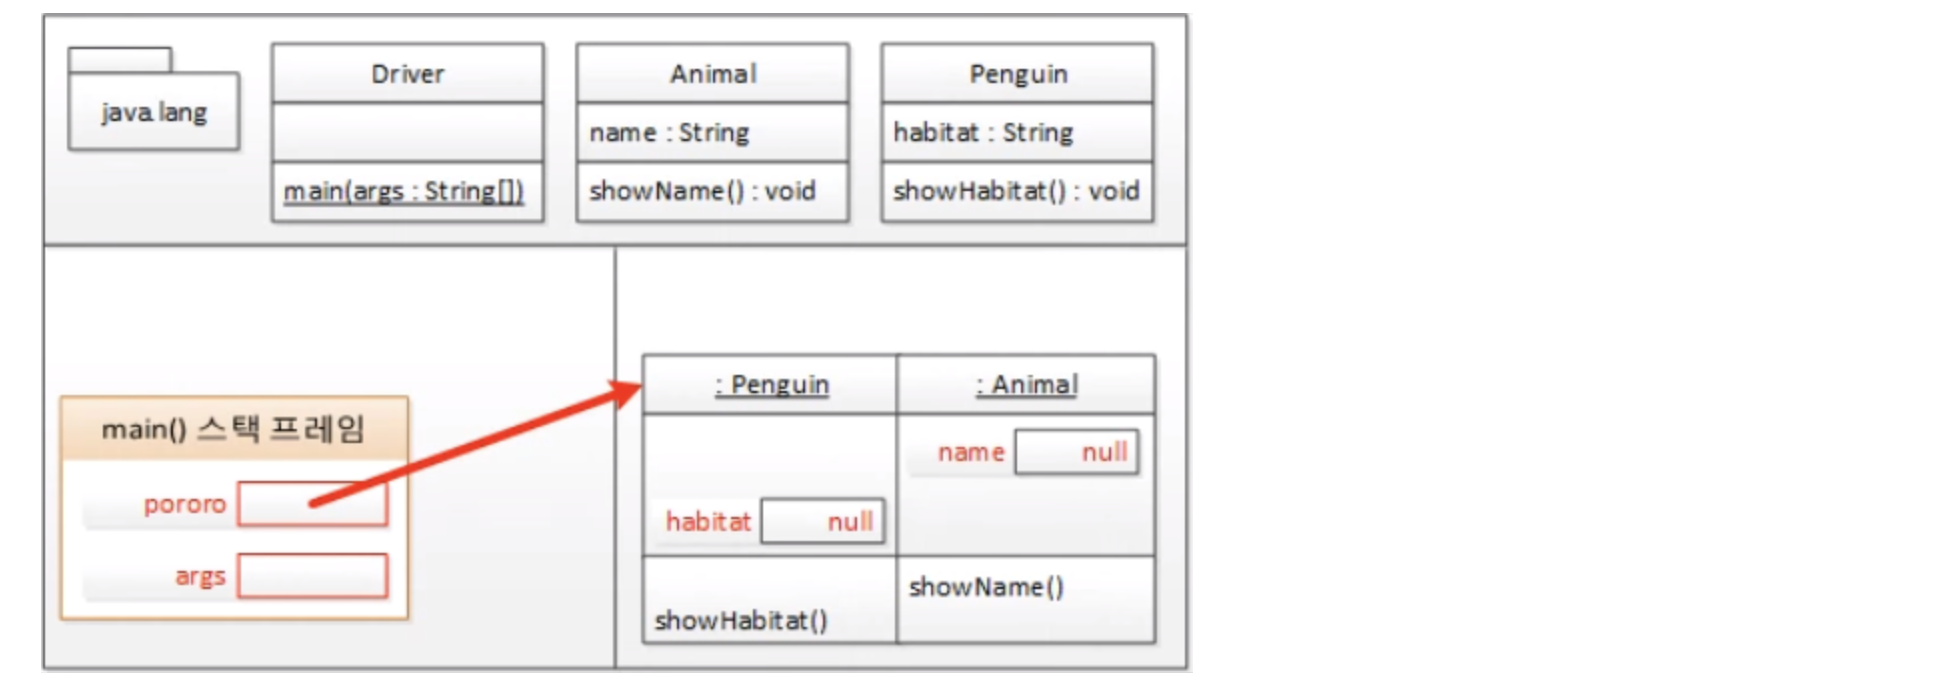 java.lang
Driver
main(args : String[])
Animal
name : String
showName() : void
Penguin
habitat : String
showHabitat() : void
main() 스택 프레임
pororo
args
: Penguin
: Animal
name null
habitat null
showName()
showHabitat()